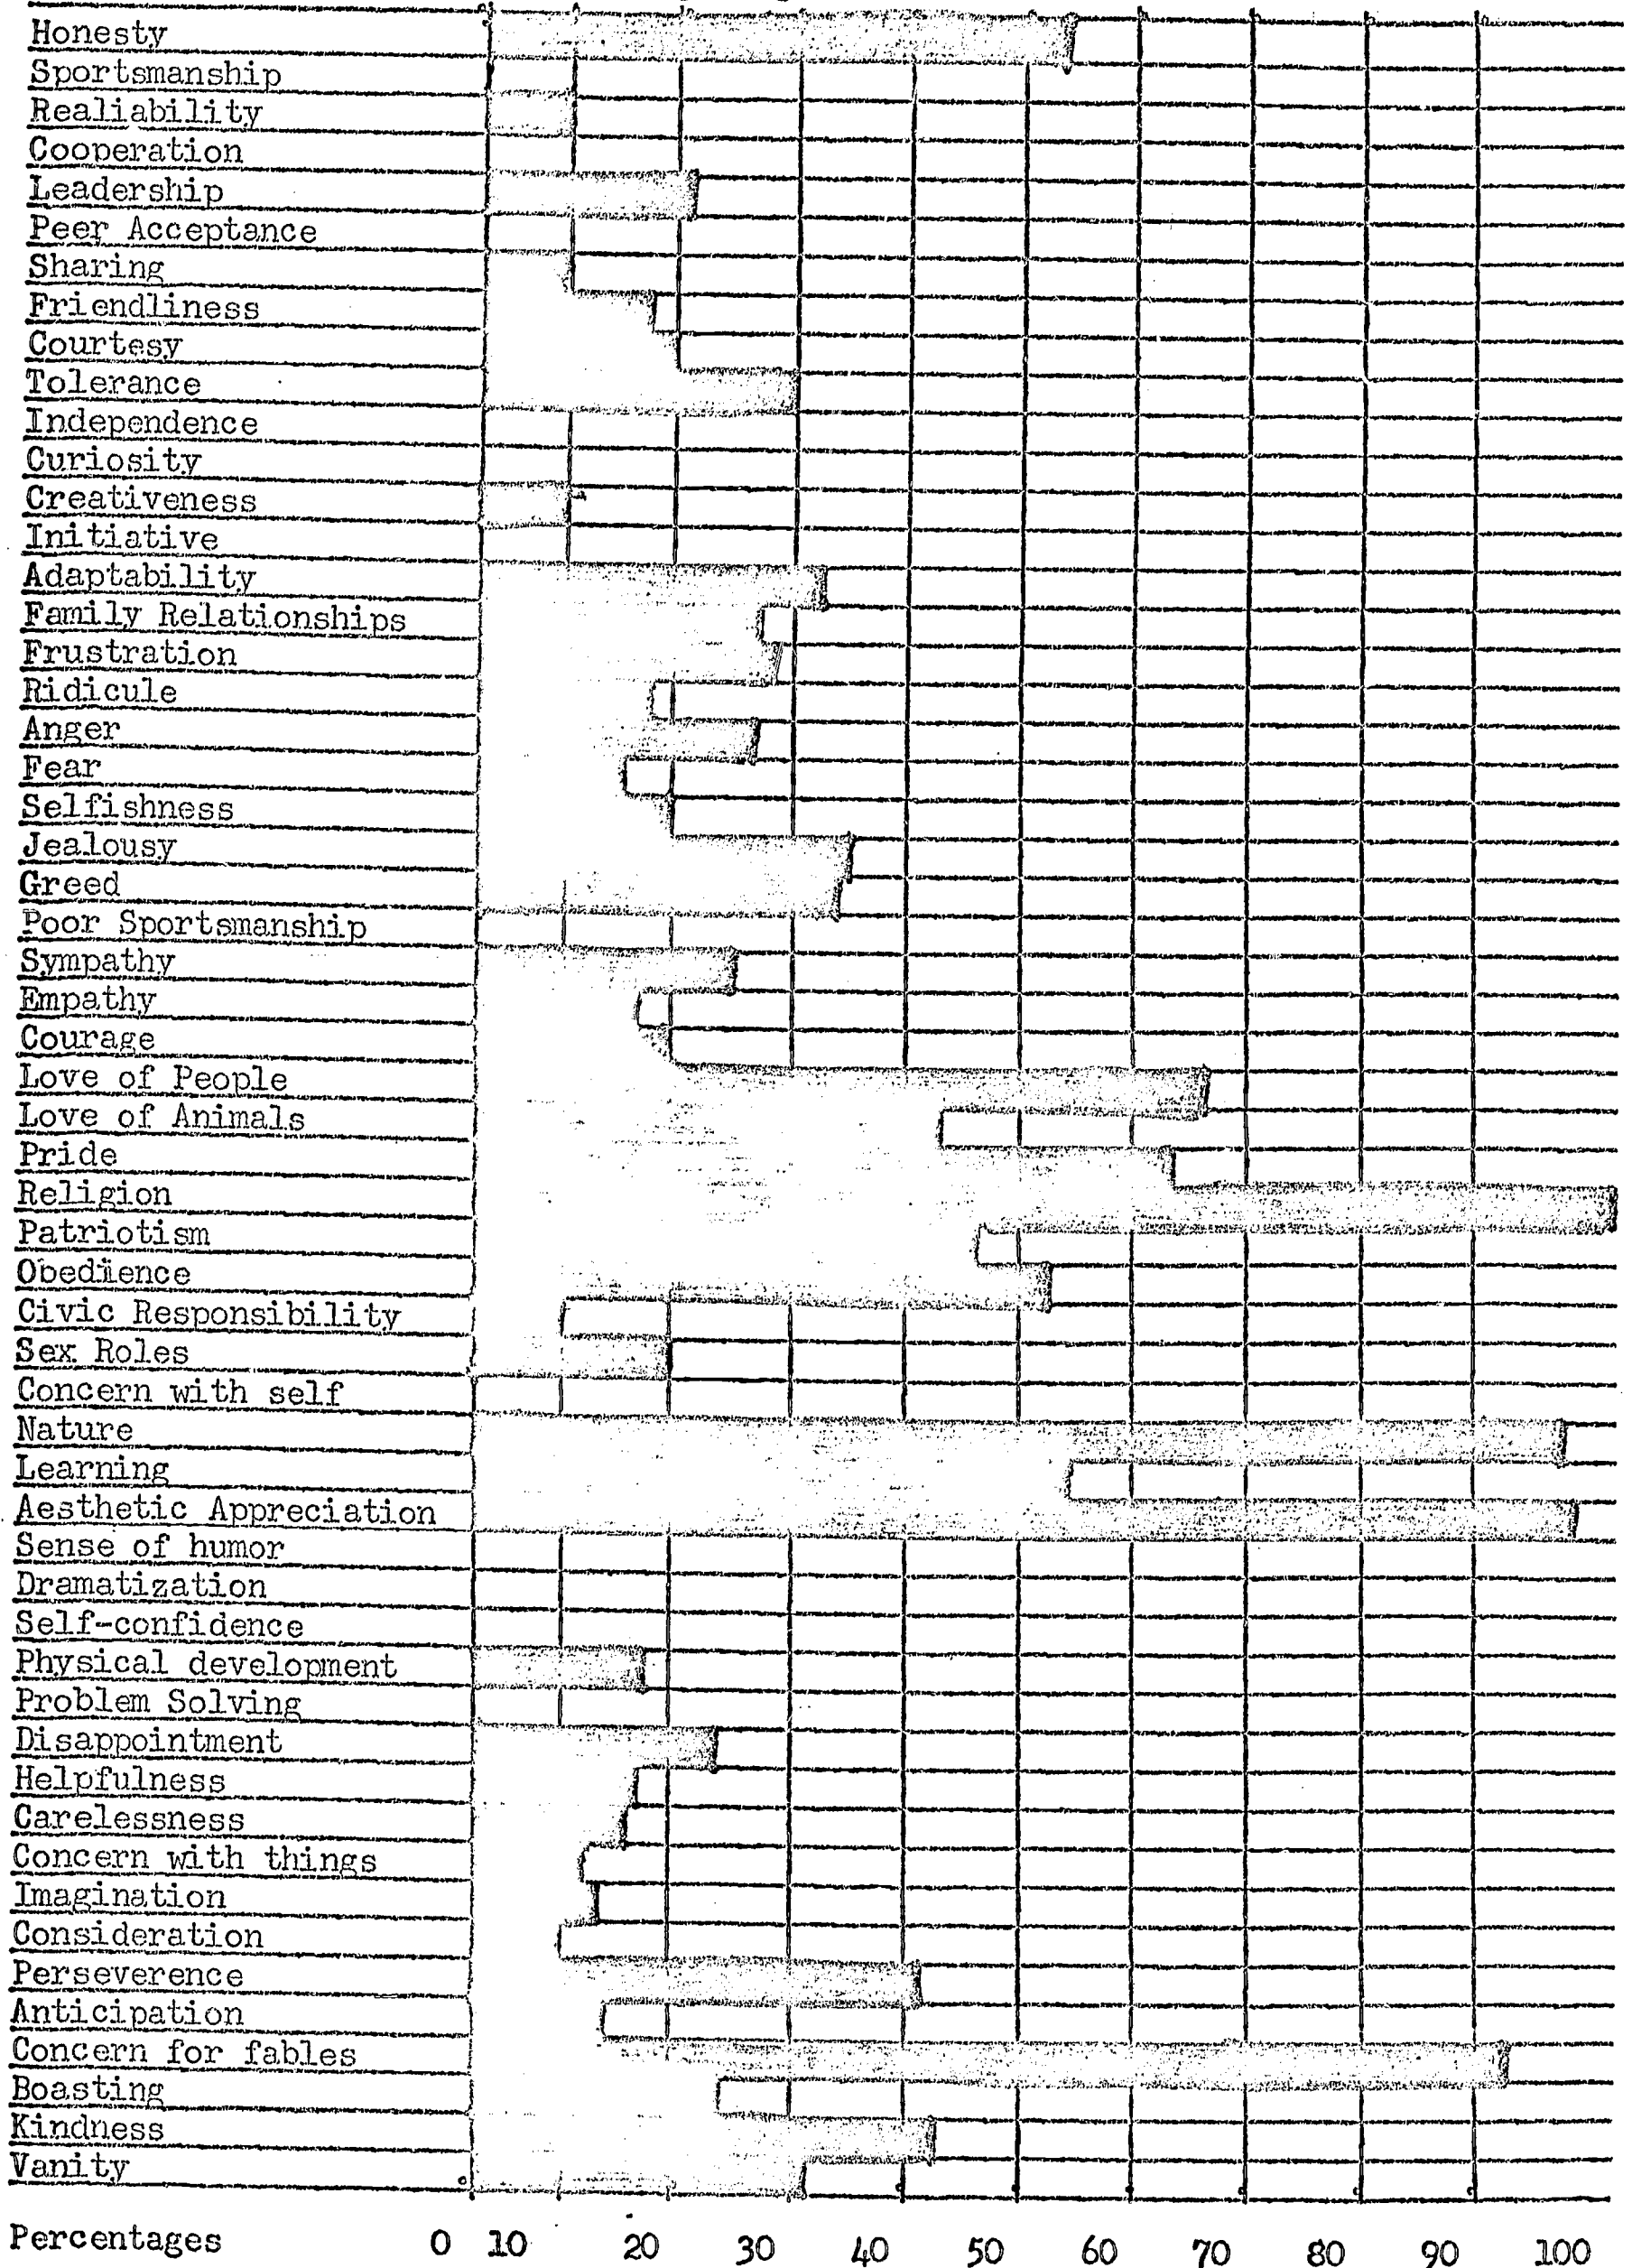 Honesty
Sportsmanship
Realiability
Cooperation
Leadership
Peer Acceptance
Sharing
Friendliness
Courtesy
Tolerance
Independence
Curiosity
Creativeness
Initiative
Adaptability
Family Relationships
Frustration
Ridicule
Anger
Fear
Selfishness
Jealousy
Greed
Poor Sportsmanship
Sympathy
Empathy
Courage
Love of People
Love of Animals
Pride
Religion
Patriotism
Obedience
Civic Responsibility
Sex Roles
Concern with self
Nature
Learning
Aesthetic Appreciation
Sense of humor
Dramatization
Self-confidence
Physical development
Problem Solving
Disappointment
Helpfulness
Carelessness
Concern with things
Imagination
Consideration
Perseverence
Anticipation
Concern for fables
Boasting
Kindness
Vanity
Percentages 0 10 20 30 40 50 60 70 80 90 100